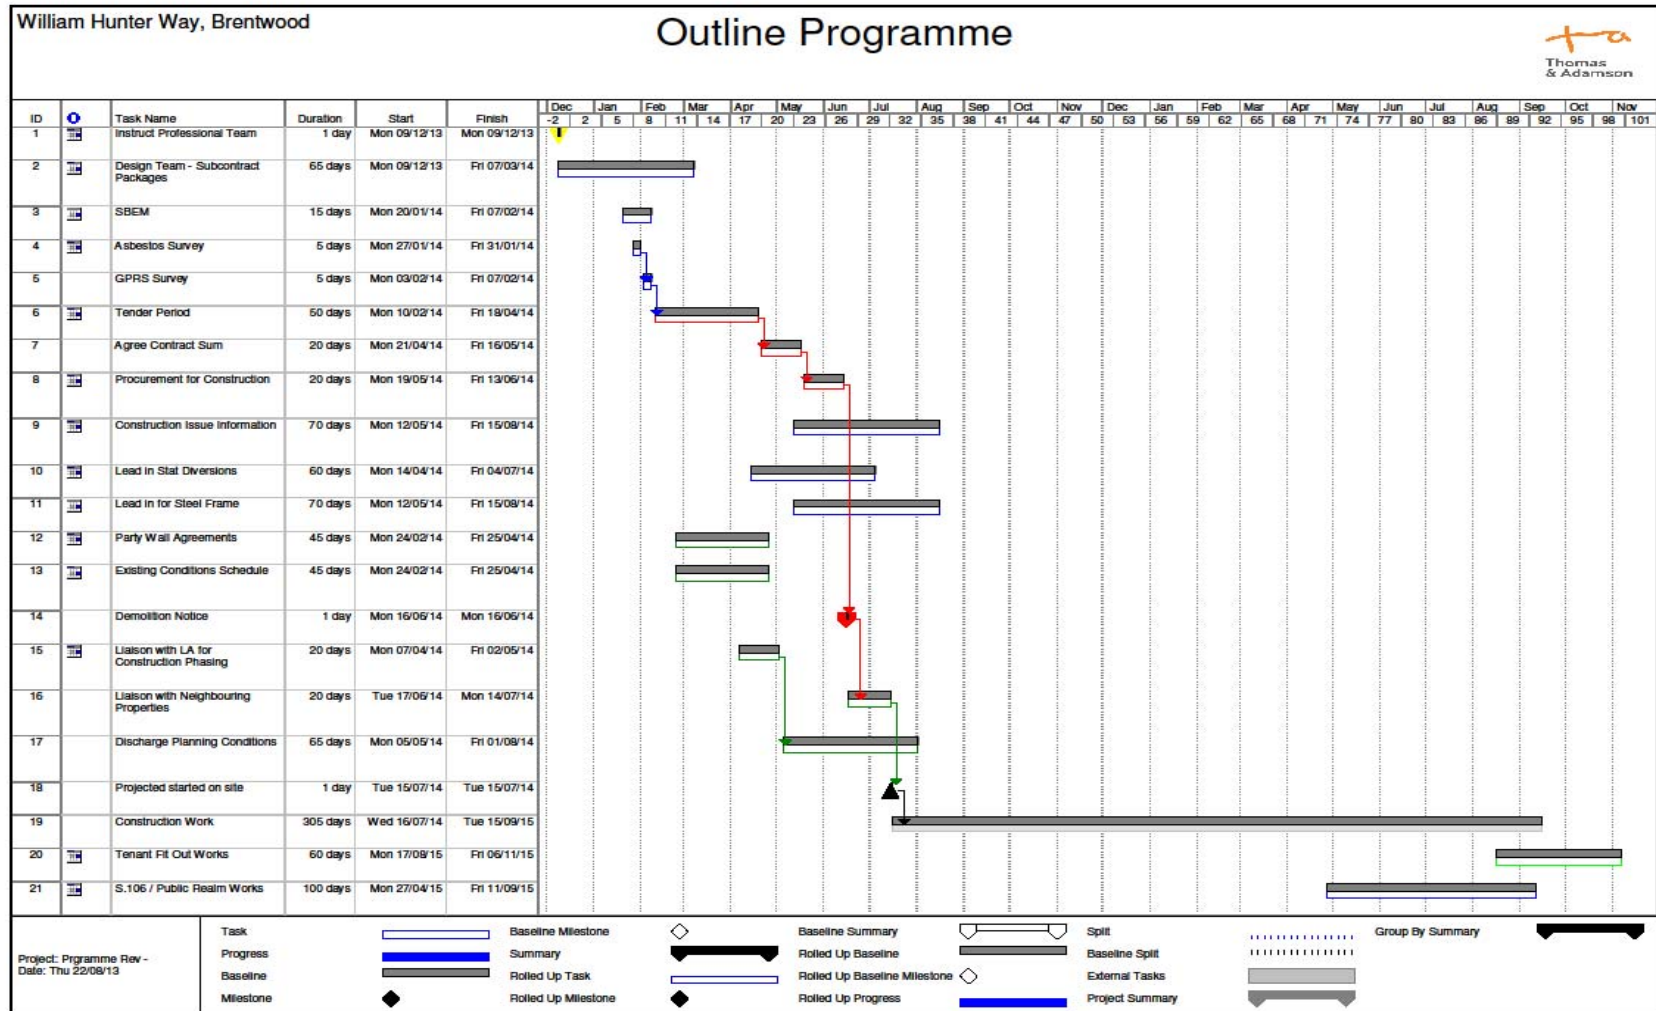 William Hunter Way, Brentwood
Outline Programme
Thomas
& Adamson
Dec Jan Feb Mar Apr May Jun Jul Aug Sep Oct Nov Dec Jan Feb Mar Apr May Jun Jul Aug Sep Oct Nov
ID Task Name Duration Start Finish -2 2 5 8 11 14 17 20 23 26 29 32 35 38 41 44 47 50 53 56 59 62 65 68 71 74 77 80 83 86 89 92 95 98 101
1 Instruct Professional Team 1 day Mon 09/12/13 Mon 09/12/13
2 Design Team - Subcontract 65 days Mon 09/12/13 Fri 07/03/14
Packages
3 SBEM 15 days Mon 20/01/14 Fri 07/02/14
4 Asbestos Survey 5 days Mon 27/01/14 Fri 31/01/14
5 GPRS Survey 5 days Mon 03/02/14 Fri 07/02/14
6 Tender Period 50 days Mon 10/02/14 Fri 18/04/14
7 Agree Contract Sum 20 days Mon 21/04/14 Fri 16/05/14
8 Procurement for Construction 20 days Mon 19/05/14 Fri 13/06/14
9 Construction Issue Information 70 days Mon 12/05/14 Fri 15/08/14
10 Lead in Stat Diversions 60 days Mon 14/04/14 Fri 04/07/14
11 Lead in for Steel Frame 70 days Mon 12/05/14 Fri 15/08/14
12 Party Wall Agreements 45 days Mon 24/02/14 Fri 25/04/14
13 Existing Conditions Schedule 45 days Mon 24/02/14 Fri 25/04/14
14 Demolition Notice 1 day Mon 16/06/14 Mon 16/06/14
15 Liaison with LA for 20 days Mon 07/04/14 Fri 02/05/14
Construction Phasing
16 Liaison with Neighbouring 20 days Tue 17/06/14 Mon 14/07/14
Properties
17 Discharge Planning Conditions 65 days Mon 05/05/14 Fri 01/08/14
18 Projected started on site 1 day Tue 15/07/14 Tue 15/07/14
19 Construction Work 305 days Wed 16/07/14 Tue 15/09/15
20 Tenant Fit Out Works 60 days Mon 17/08/15 Fri 06/11/15
21 S.106 / Public Realm Works 100 days Mon 27/04/15 Fri 11/09/15
Project: Prgramme Rev -
Date: Thu 22/08/13
Task Baseline Milestone Baseline Summary Split Group By Summary
Progress Summary Rolled Up Baseline Baseline Split
Baseline Rolled Up Task Rolled Up Baseline Milestone External Tasks
Milestone Rolled Up Milestone Rolled Up Progress Project Summary